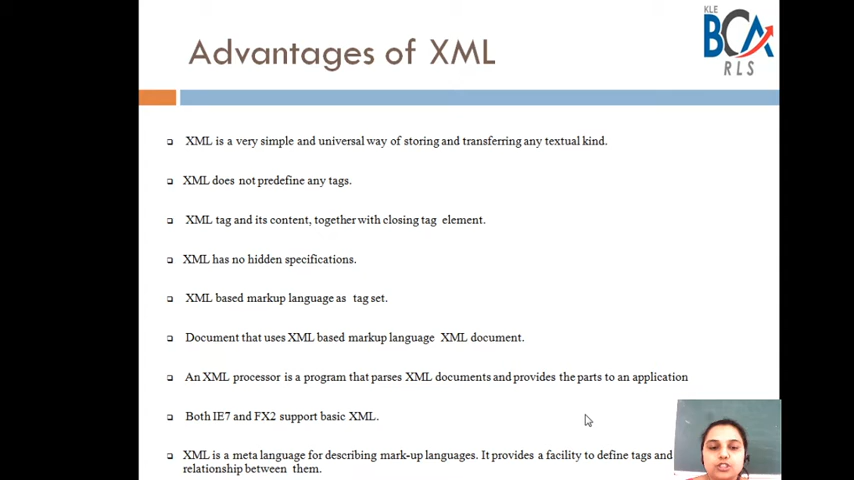 KLE
BCA
RLS
Advantages of XML
XML is a very simple and universal way of storing and transferring any textual kind.
XML does not predefine any tags.
XML tag and its content, together with closing tag element.
XML has no hidden specifications.
XML based markup language as tag set.
Document that uses XML based markup language XML document.
An XML processor is a program that parses XML documents and provides the parts to an application
Both IE7 and FX2 support basic XML.
XML is a meta language for describing mark-up languages. It provides a facility to define tags and
relationship between them.